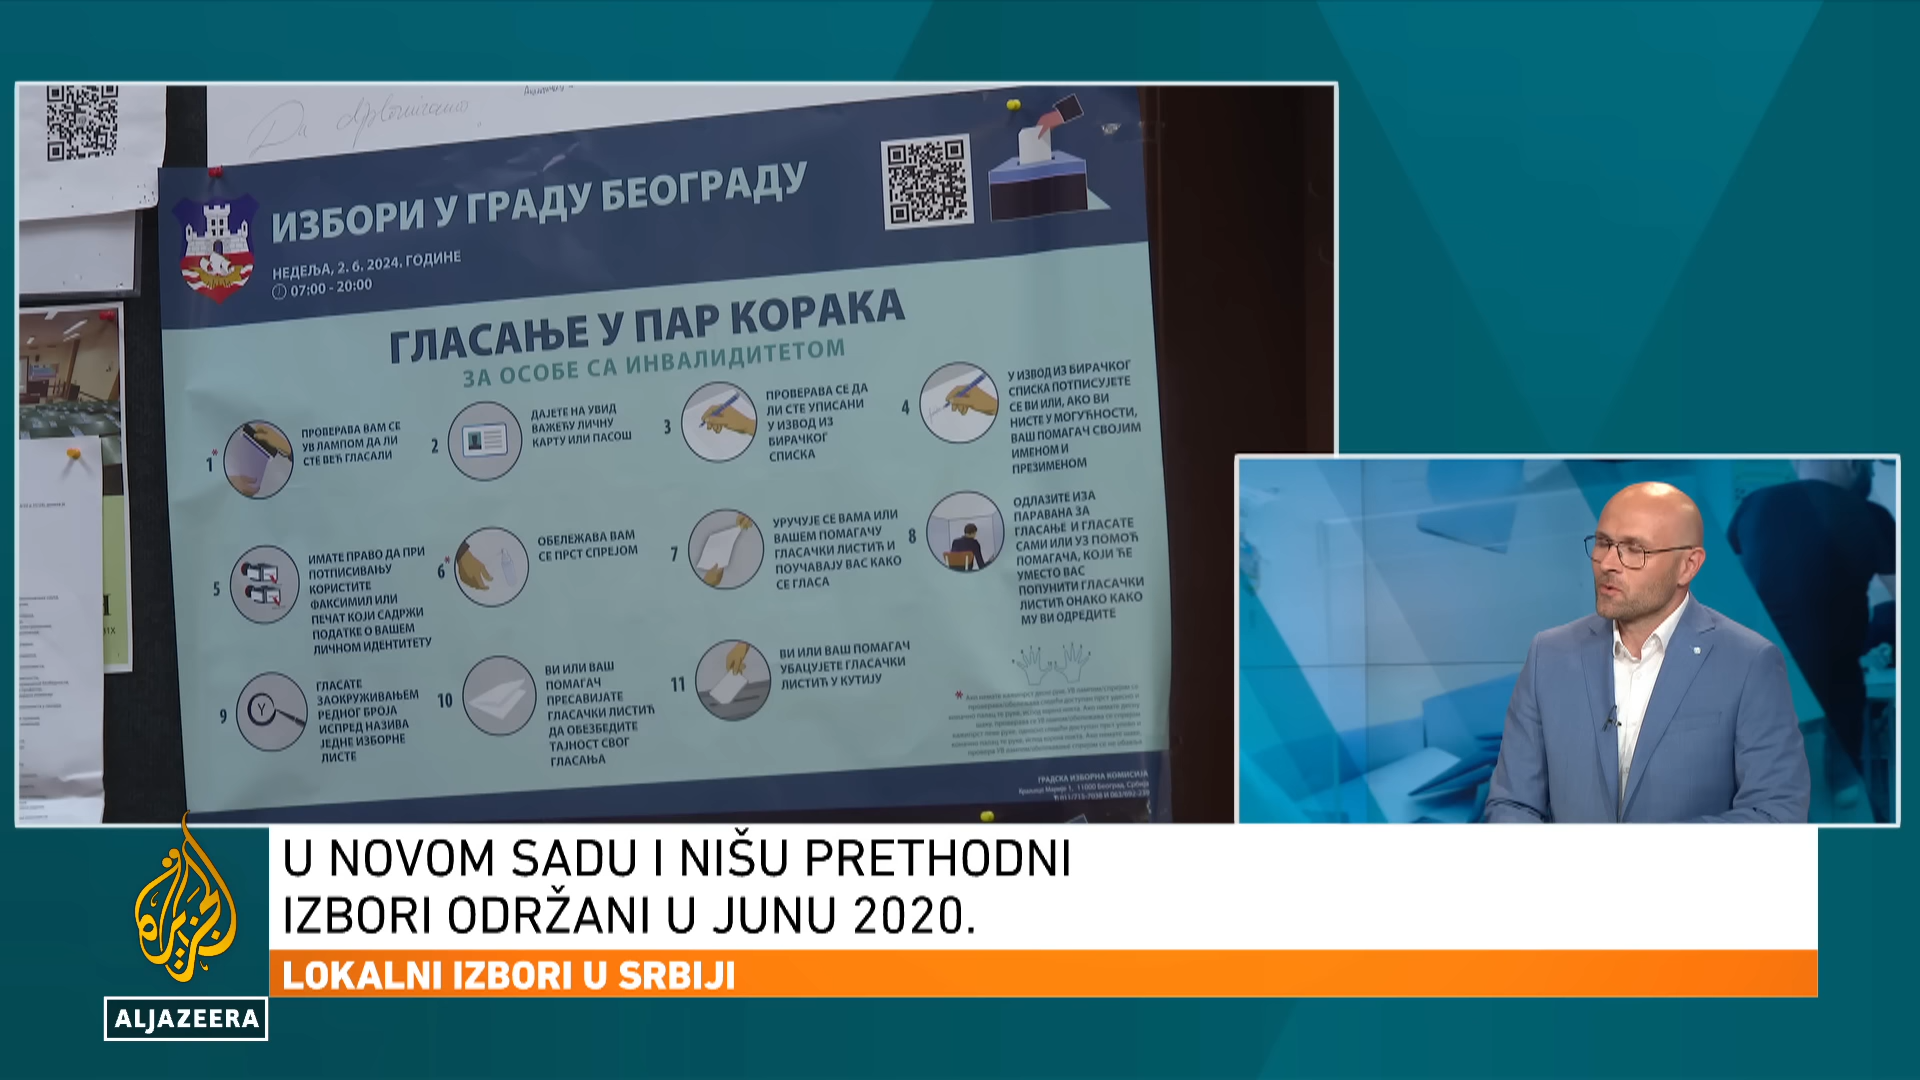 Да
ИЗБОРИ У ГРАДУ БЕОГРАДУ
НЕДЕЉА, 2. 6. 2024. ГОДИНЕ
07:00 - 20:00
ГЛАСАЊЕ У ПАР КОРАКА
ЗА ОСОБЕ СА ИНВАЛИДИТЕТОМ
1*
ПРОВЕРАВА ВАМ СЕ
УВ ЛАМПОМ ДА ЛИ
СТЕ ВЕЋ ГЛАСАЛИ
2
ДАЈЕТЕ НА УВИД
ВАЖЕЋУ ЛИЧНУ
КАРТУ ИЛИ ПАСОШ
3
ПРОВЕРАВА СЕ ДА
ЛИ СТЕ УПИСАНИ
У ИЗВОД ИЗ
БИРАЧКОГ
СПИСКА
4
У ИЗВОД ИЗ БИРАЧКОГ
СПИСКА ПОТПИСУЈЕТЕ
СЕ ВИ ИЛИ, АКО ВИ
НИСТЕ У МОГУЋНОСТИ,
ВАШ ПОМАГАЧ СВОЈИМ
ИМЕНОМ И
ПРЕЗИМЕНОМ
5
ИМАТЕ ПРАВО ДА ПРИ
ПОТПИСИВАЊУ
КОРИСТИТЕ
ФАКСИМИЛ ИЛИ
ПЕЧАТ КОЈИ САДРЖИ
ПОДАТКЕ О ВАШЕМ
ЛИЧНОМ ИДЕНТИТЕТУ
6*
ОБЕЛЕЖАВА ВАМ
СЕ ПРСТ СПРЕЈОМ
7
УРУЧУЈЕ СЕ ВАМА ИЛИ
ВАШЕМ ПОМАГАЧУ
ГЛАСАЧКИ ЛИСТИЋ И
ПОУЧАВАЈУ ВАС КАКО
СЕ ГЛАСА
8
ОДЛАЗИТЕ ИЗА
ПАРАВАНА ЗА
ГЛАСАЊЕ И ГЛАСАТЕ
САМИ ИЛИ УЗ ПОМОЋ
ПОМАГАЧА, КОЈИ ЋЕ
УМЕСТО ВАС
ПОПУНИТИ ГЛАСАЧКИ
ЛИСТИЋ ОНАКО КАКО
МУ ВИ ОДРЕДИТЕ
9
ГЛАСАТЕ
ЗАОКРУЖИВАЊЕМ
РЕДНОГ БРОЈА
ИСПРЕД НАЗИВА
ЈЕДНЕ ИЗБОРНЕ
ЛИСТЕ
10
ВИ ИЛИ ВАШ
ПОМАГАЧ
ПРЕСАВИЈАТЕ
ГЛАСАЧКИ ЛИСТИЋ
ДА ОБЕЗБЕДИТЕ
ТАЈНОСТ СВОГ
ГЛАСАЊА
11
ВИ ИЛИ ВАШ ПОМАГАЧ
УБАЦУЈЕТЕ ГЛАСАЧКИ
ЛИСТИЋ У КУТИЈУ
ГРАДСКА ИЗБОРНА КОМИСИЈА
Краљице Марије 1, 11000 Београд, Србија
U NOVOM SADU I NIŠU PRETHODNI
IZBORI ODRŽANI U JUNU 2020.
LOKALNI IZBORI U SRBIJI
الجزيرة
ALJAZEERA